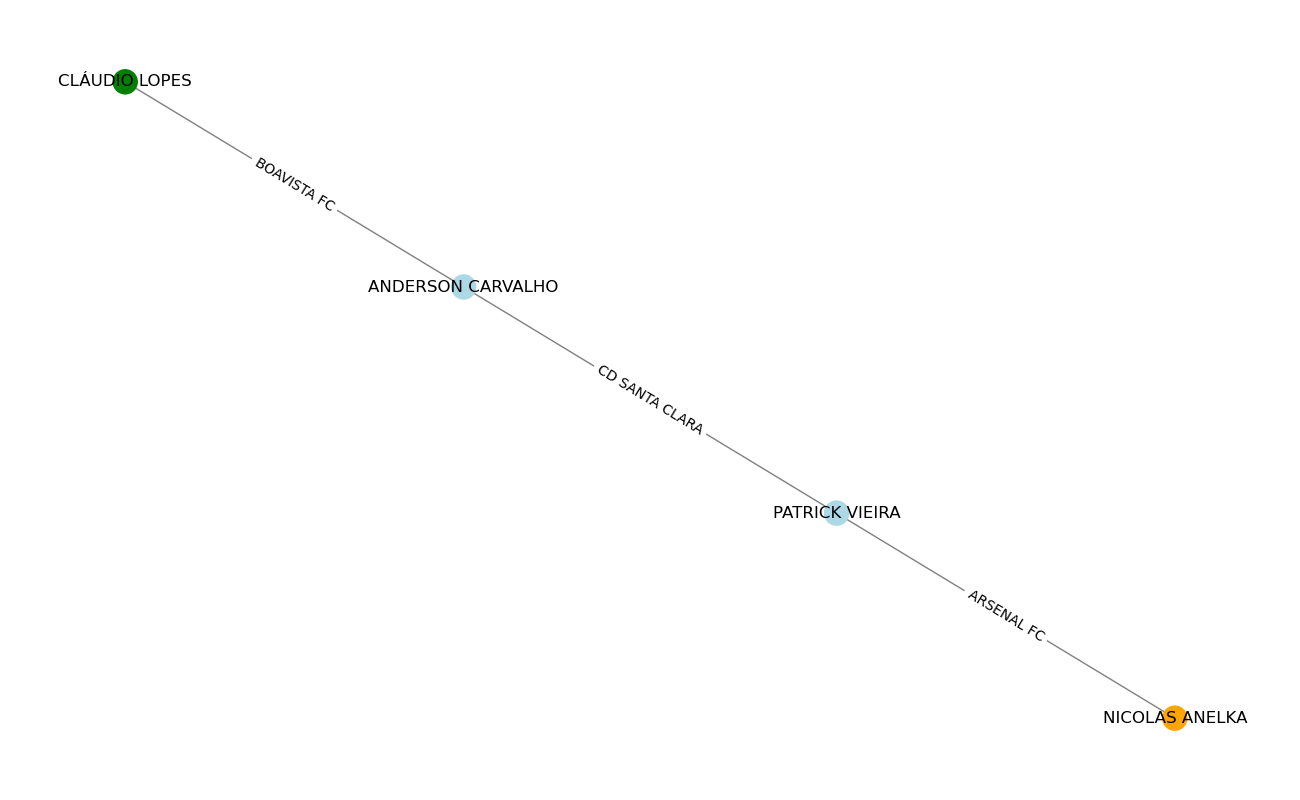 CLÁUDIO LOPES
BOAVISTA FC
ANDERSON CARVALHO
CD SANTA CLARA
PATRICK VIEIRA
ARSENAL FC
NICOLAS ANELKA